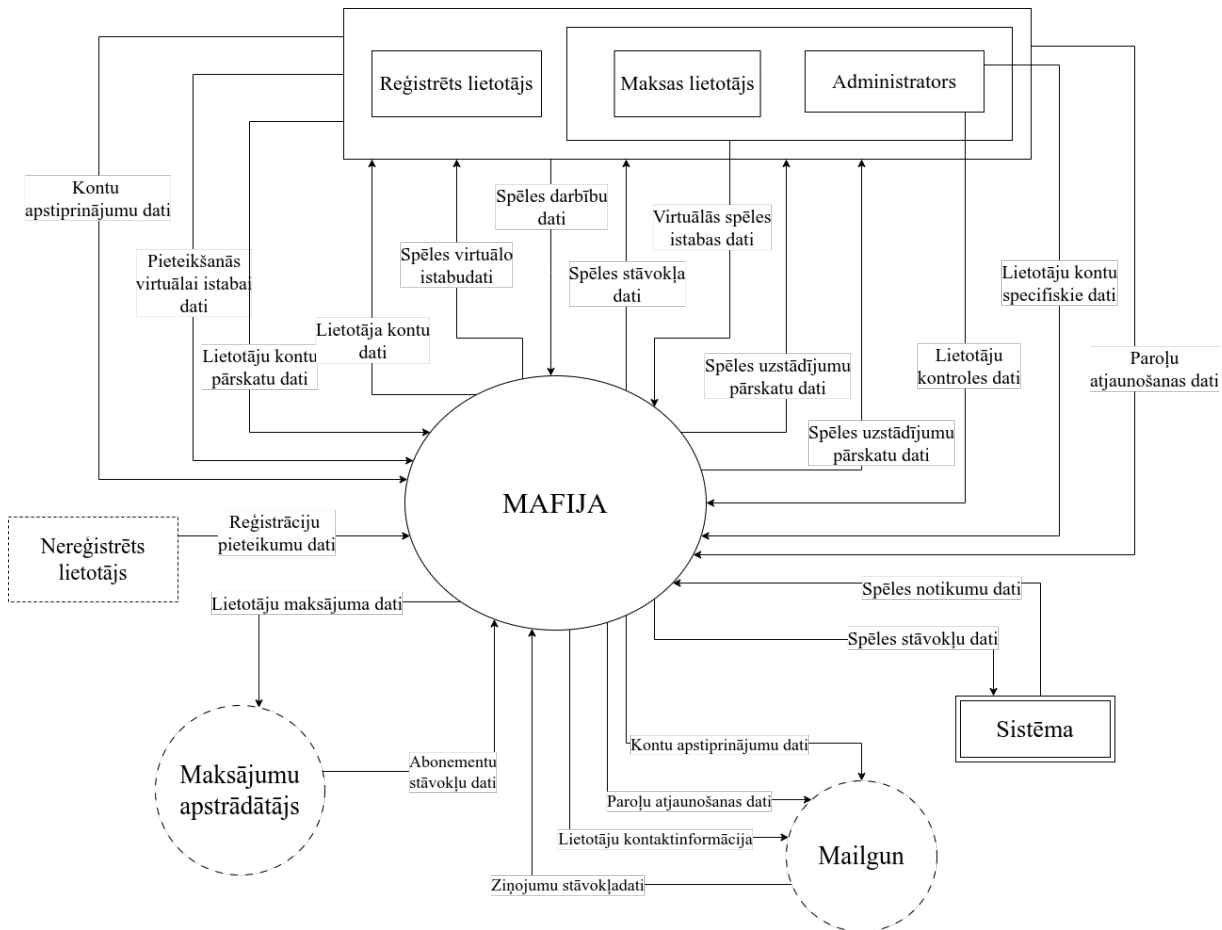 Reģistrēts lietotājs
Maksas lietotājs
Administrators
Kontu
apstiprinājumu dati
Pieteikšanās
virtuālai istabai
dati
Lietotāju kontu
pārskatu dati
Lietotāja kontu
dati
Spēles virtuālo
istabudati
Spēles darbību
dati
Spēles stāvokļa
dati
Virtuālās spēles
istabas dati
Spēles uzstādījumu
pārskatu dati
Spēles uzstādījumu
pārskatu dati
Lietotāju
kontroles dati
Lietotāju kontu
specifiskie dati
Paroļu
atjaunošanas dati
MAFIJA
Nereģistrēts
lietotājs
Reģistrāciju
pieteikumu dati
Lietotāju maksājuma dati
Spēles notikumu dati
Spēles stāvokļu dati
Sistēma
Maksājumu
apstrādātājs
Abonementu
stāvokļu dati
Kontu apstiprinājumu dati
Paroļu atjaunošanas dati
Lietotāju kontaktinformācija
Ziņojumu stāvokļadati
Mailgun